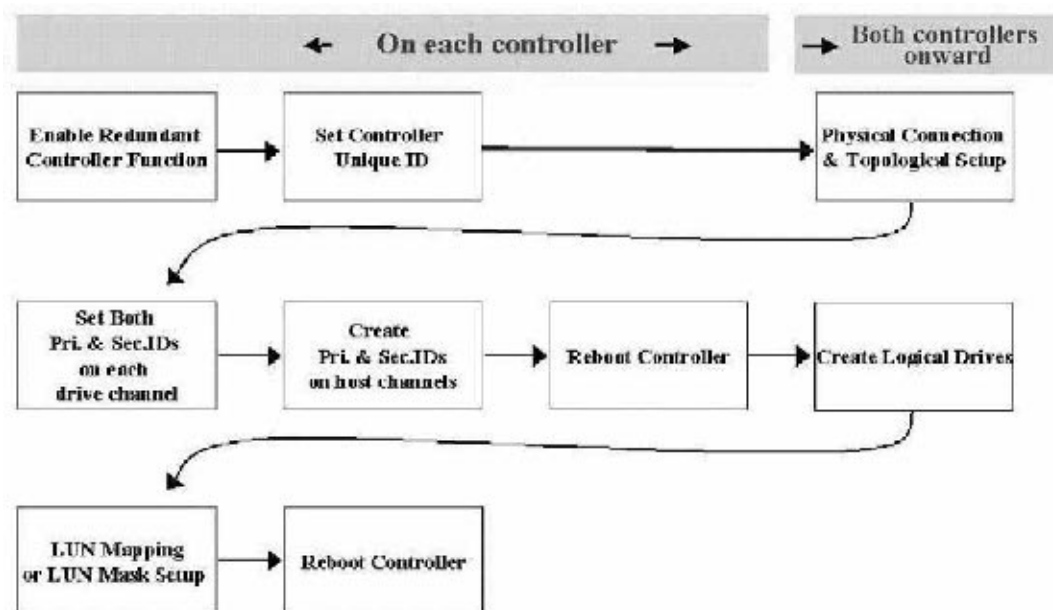 On each controller
Both controllers
onward
Enable Redundant
Controller Function
Set Controller
Unique ID
Physical Connection
& Topological Setup
Set Both
Pri. & Sec.IDs
on each
drive channel
Create
Pri. & Sec.IDs
on host channels
Reboot Controller
Create Logical Drives
LUN Mapping
or LUN Mask Setup
Reboot Controller